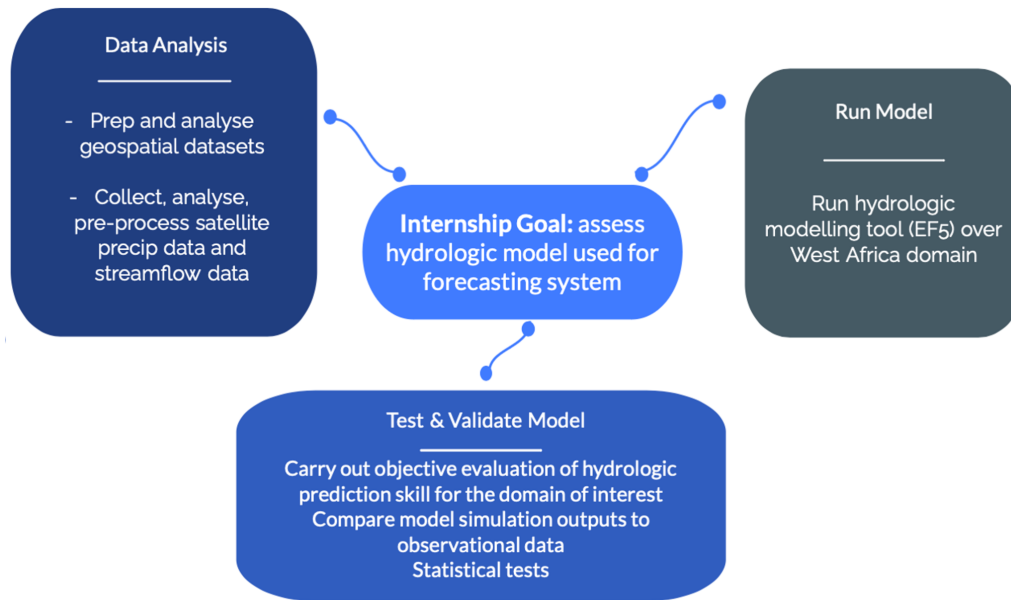 Data Analysis
- Prep and analyse
geospatial datasets
- Collect, analyse,
pre-process satellite
precip data and
streamflow data
Internship Goal: assess
hydrologic model used for
forecasting system
Run Model
Run hydrologic
modelling tool (EF5) over
West Africa domain
Test & Validate Model
Carry out objective evaluation of hydrologic
prediction skill for the domain of interest
Compare model simulation outputs to
observational data
Statistical tests